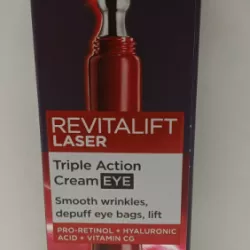 REVITALIFT
LASER
Triple Action
Cream EYE
Smooth wrinkles,
depuff eye bags, lift
PRO-RETINOL + HYALURONIC
ACID + VITAMIN CG